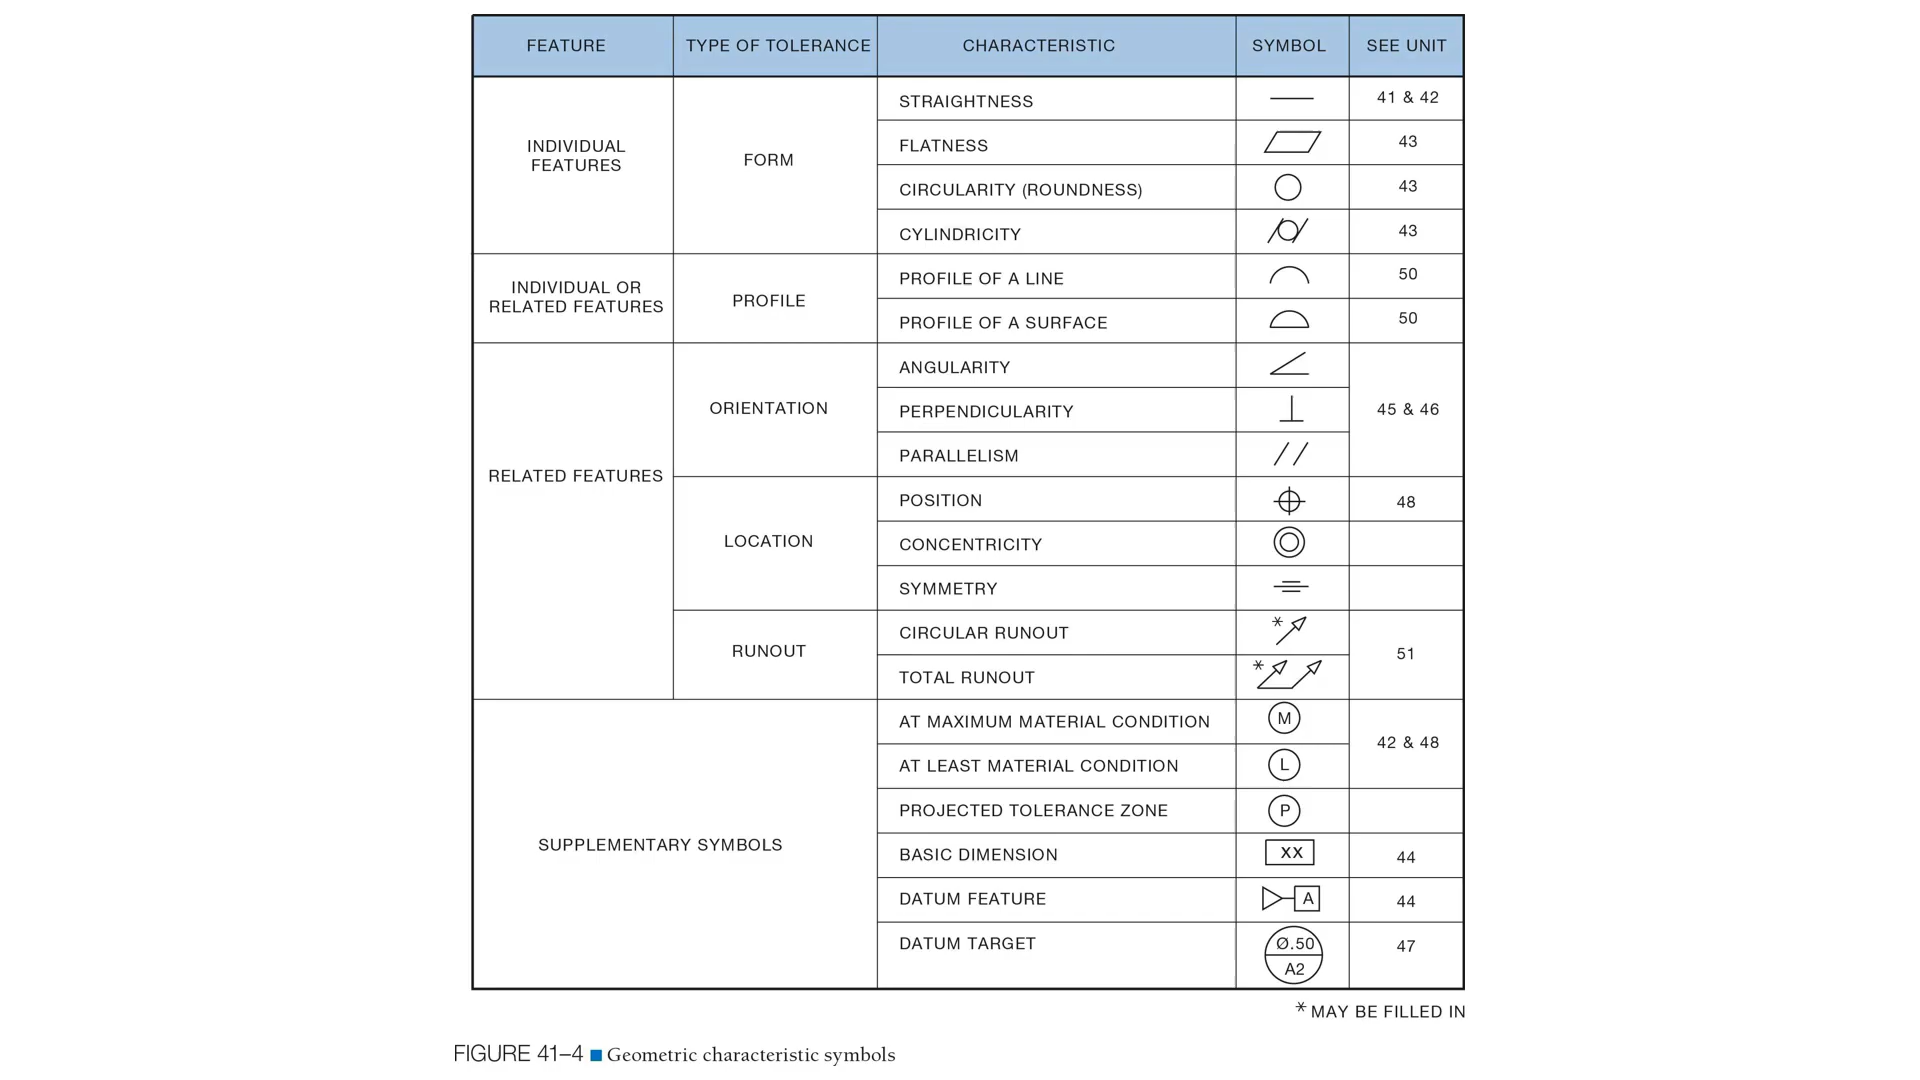 FEATURE TYPE OF TOLERANCE CHARACTERISTIC SYMBOL SEE UNIT
INDIVIDUAL
FEATURES
FORM
STRAIGHTNESS 41 & 42
FLATNESS 43
CIRCULARITY (ROUNDNESS) 43
CYLINDRICITY 43
INDIVIDUAL OR
RELATED FEATURES
PROFILE
PROFILE OF A LINE 50
PROFILE OF A SURFACE 50
RELATED FEATURES
ORIENTATION
ANGULARITY
PERPENDICULARITY 45 & 46
PARALLELISM
LOCATION
POSITION 48
CONCENTRICITY
SYMMETRY
RUNOUT
CIRCULAR RUNOUT *
51
TOTAL RUNOUT *
SUPPLEMENTARY SYMBOLS
AT MAXIMUM MATERIAL CONDITION M
42 & 48
AT LEAST MATERIAL CONDITION L
PROJECTED TOLERANCE ZONE P
BASIC DIMENSION XX 44
DATUM FEATURE A 44
DATUM TARGET Ø.50 47
A2
* MAY BE FILLED IN
FIGURE 41–4 ■ Geometric characteristic symbols